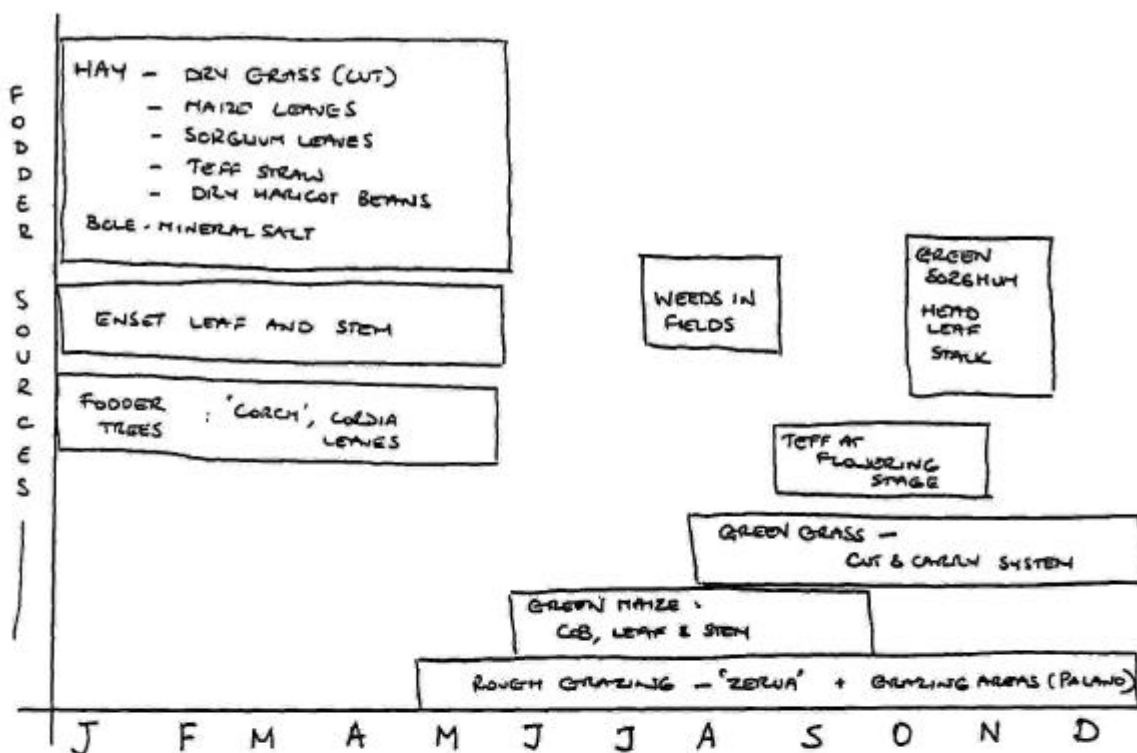 FODDER SOURCES
HAY - DRY GRASS (CUT)
- MAIZE LEAVES
- SORGHUM LEAVES
- TEFF STRAW
- DRY HARICOT BEANS
BOLE - MINERAL SALT
ENSET LEAF AND STEM
FODDER : 'CORCH', CORDIA
TREES LEAVES
WEEDS IN
FIELDS
GREEN
SORGHUM
HEAD
LEAF
STALK
TEFF AT
FLOWERING
STAGE
GREEN GRASS -
CUT & CARRY SYSTEM
GREEN MAIZE .
COB, LEAF & STEM
ROUGH GRAZING - 'ZERUA' + GRAZING AREAS (PALANO)
J F M A M J J A S O N D